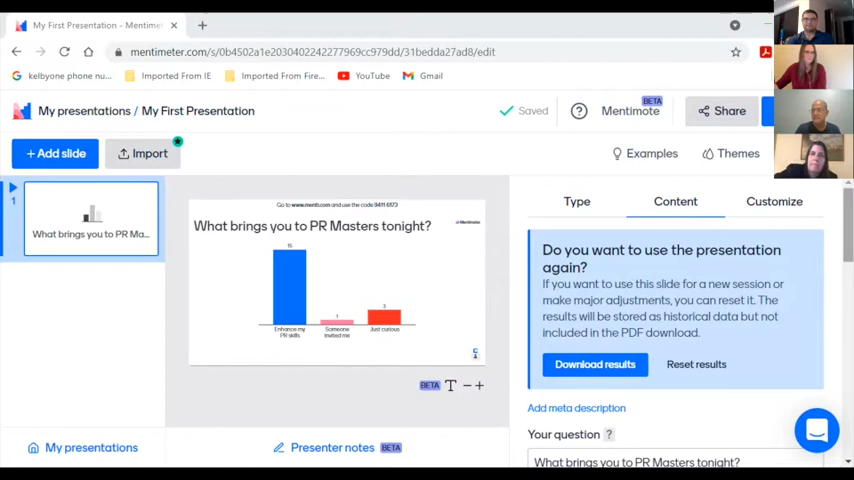 My First Presentation - Mentimet
mentimeter.com/s/0b4502a1e2030402242277969cc979dd/31bedda27ad8/edit
kelbyone phone nu...
Imported From IE
Imported From Fire...
YouTube
Gmail
My presentations / My First Presentation
Saved
Mentimote
BETA
Share
+ Add slide
Import
Examples
Themes
1
What brings you to PR Ma...
Go to www.menti.com and use the code 9411 6173
What brings you to PR Masters tonight?
Mentimeter
15
1
3
Enhance my
PR skills
Someone
invited me
Just curious
BETA
T
My presentations
Presenter notes BETA
Type
Content
Customize
Do you want to use the presentation
again?
If you want to use this slide for a new session or
make major adjustments, you can reset it. The
results will be stored as historical data but not
included in the PDF download.
Download results
Reset results
Add meta description
Your question ?
What brings you to PR Masters tonight?